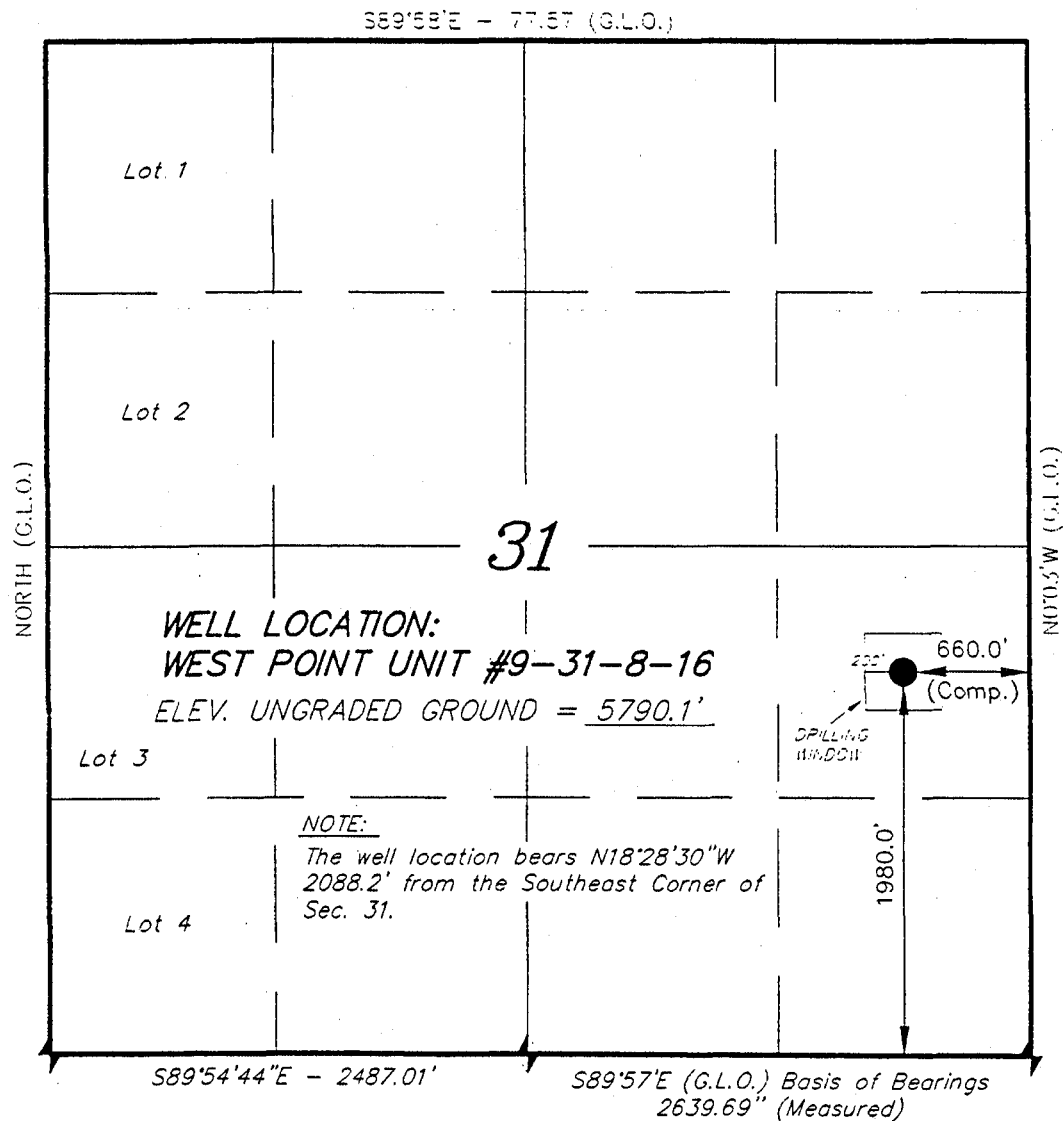 S89°58'E - 77.57 (G.L.O.)
Lot 1
Lot 2
NORTH (G.L.O.)
N0°03'W (G.L.O.)
31
WELL LOCATION:
WEST POINT UNIT #9-31-8-16
ELEV. UNGRADED GROUND = 5790.1'
200'
660.0'
(Comp.)
DRILLING
WINDOW
Lot 3
NOTE:
The well location bears N18°28'30"W
2088.2' from the Southeast Corner of
Sec. 31.
1980.0'
Lot 4
S89°54'44"E - 2487.01'
S89°57'E (G.L.O.) Basis of Bearings
2639.69" (Measured)